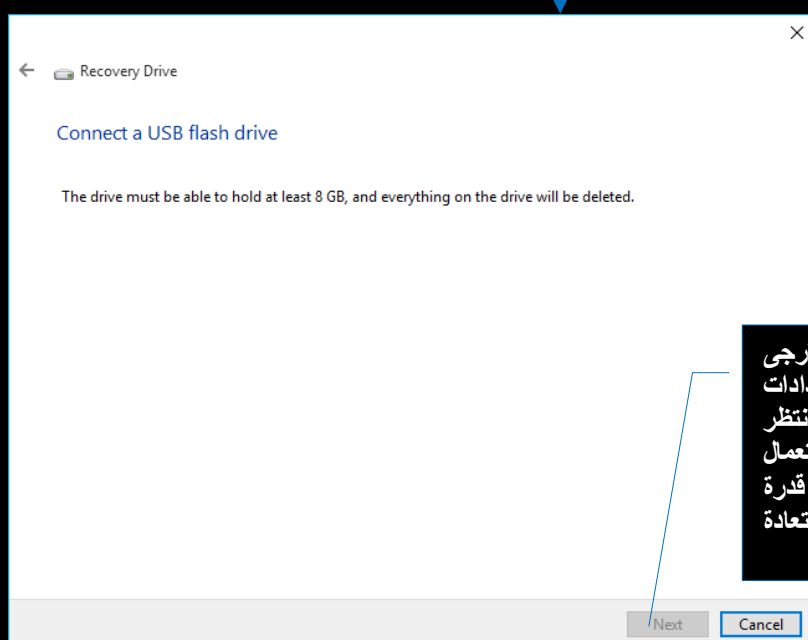 Recovery Drive
Connect a USB flash drive
The drive must be able to hold at least 8 GB, and everything on the drive will be deleted.
قدرة
Next
Cancel